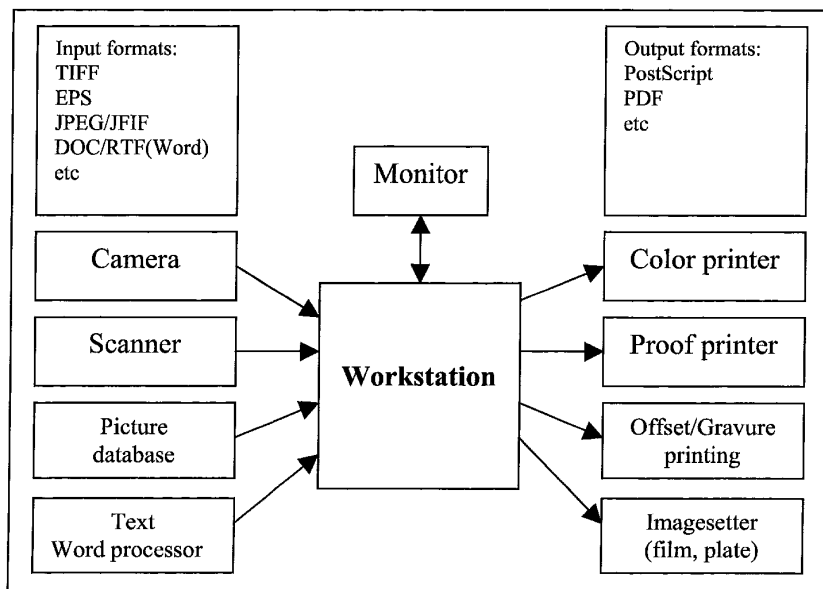 Input formats:
TIFF
EPS
JPEG/JFIF
DOC/RTF(Word)
etc
Output formats:
PostScript
PDF
etc
Monitor
Camera
Scanner
Picture
database
Text
Word processor
Workstation
Color printer
Proof printer
Offset/Gravure
printing
Imagesetter
(film, plate)